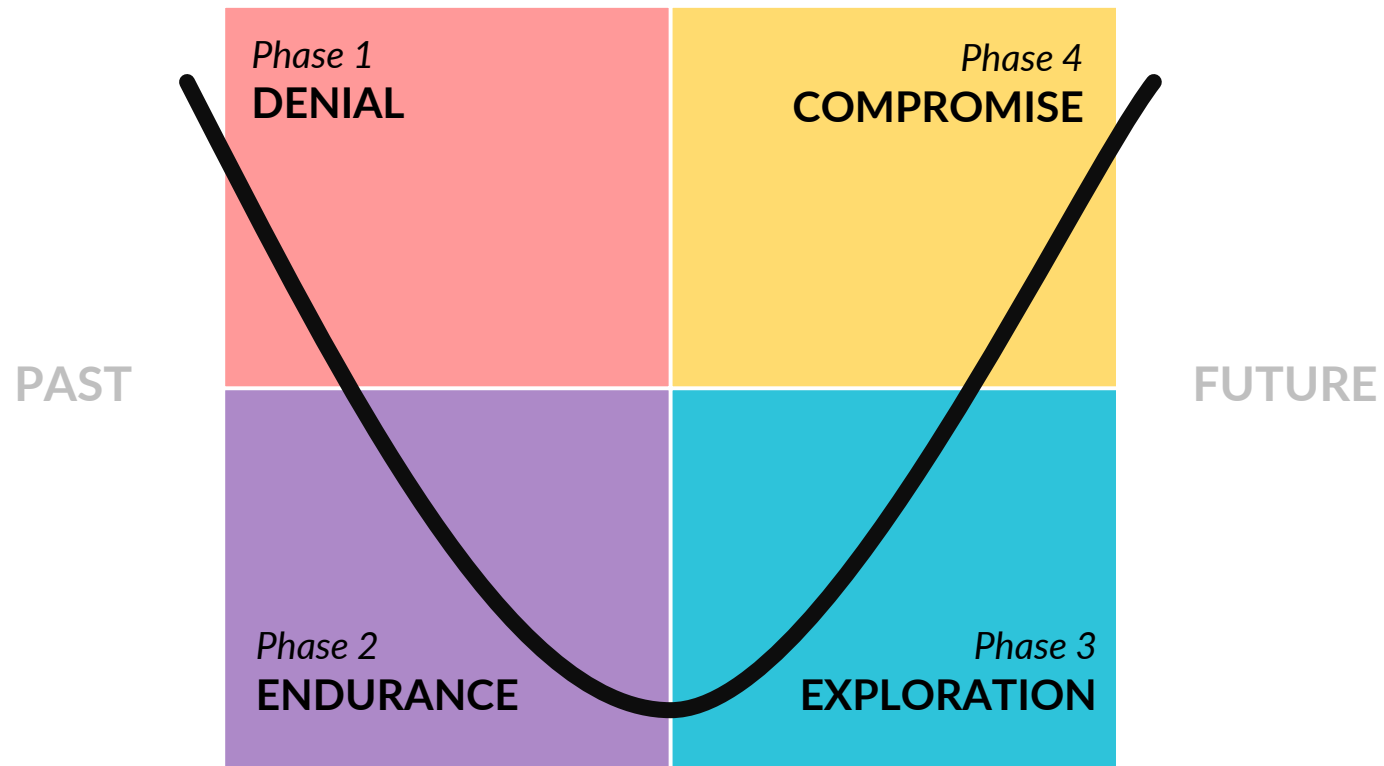 Phase 1
DENIAL
Phase 4
COMPROMISE
PAST
FUTURE
Phase 2
ENDURANCE
Phase 3
EXPLORATION